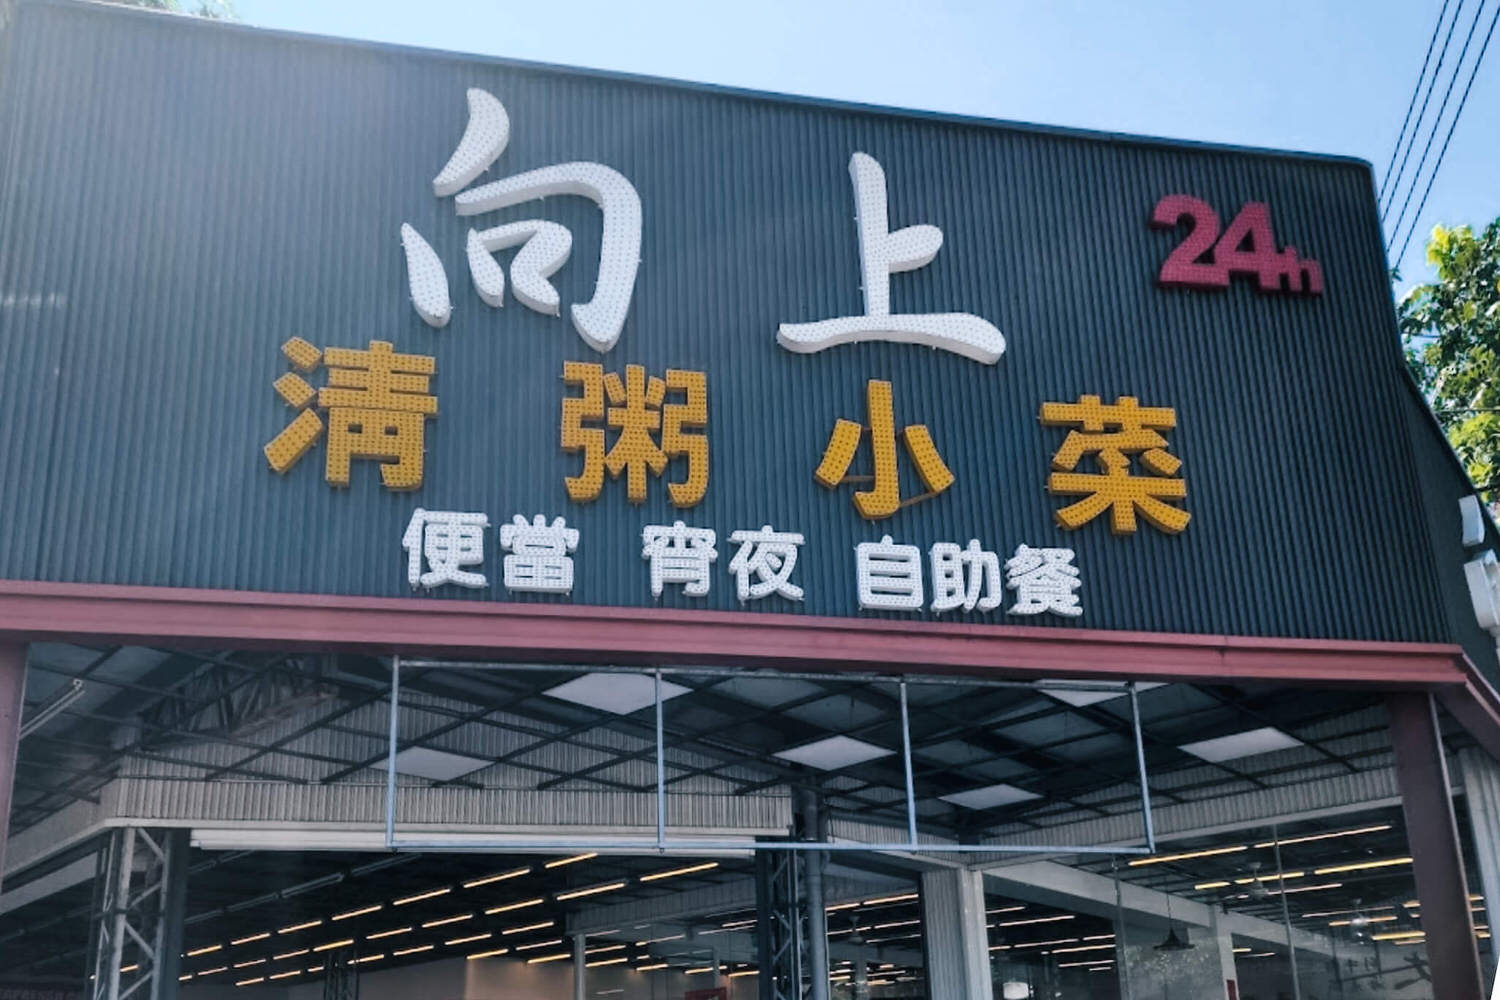 向上
24h
清粥小菜
便當 宵夜 自助餐